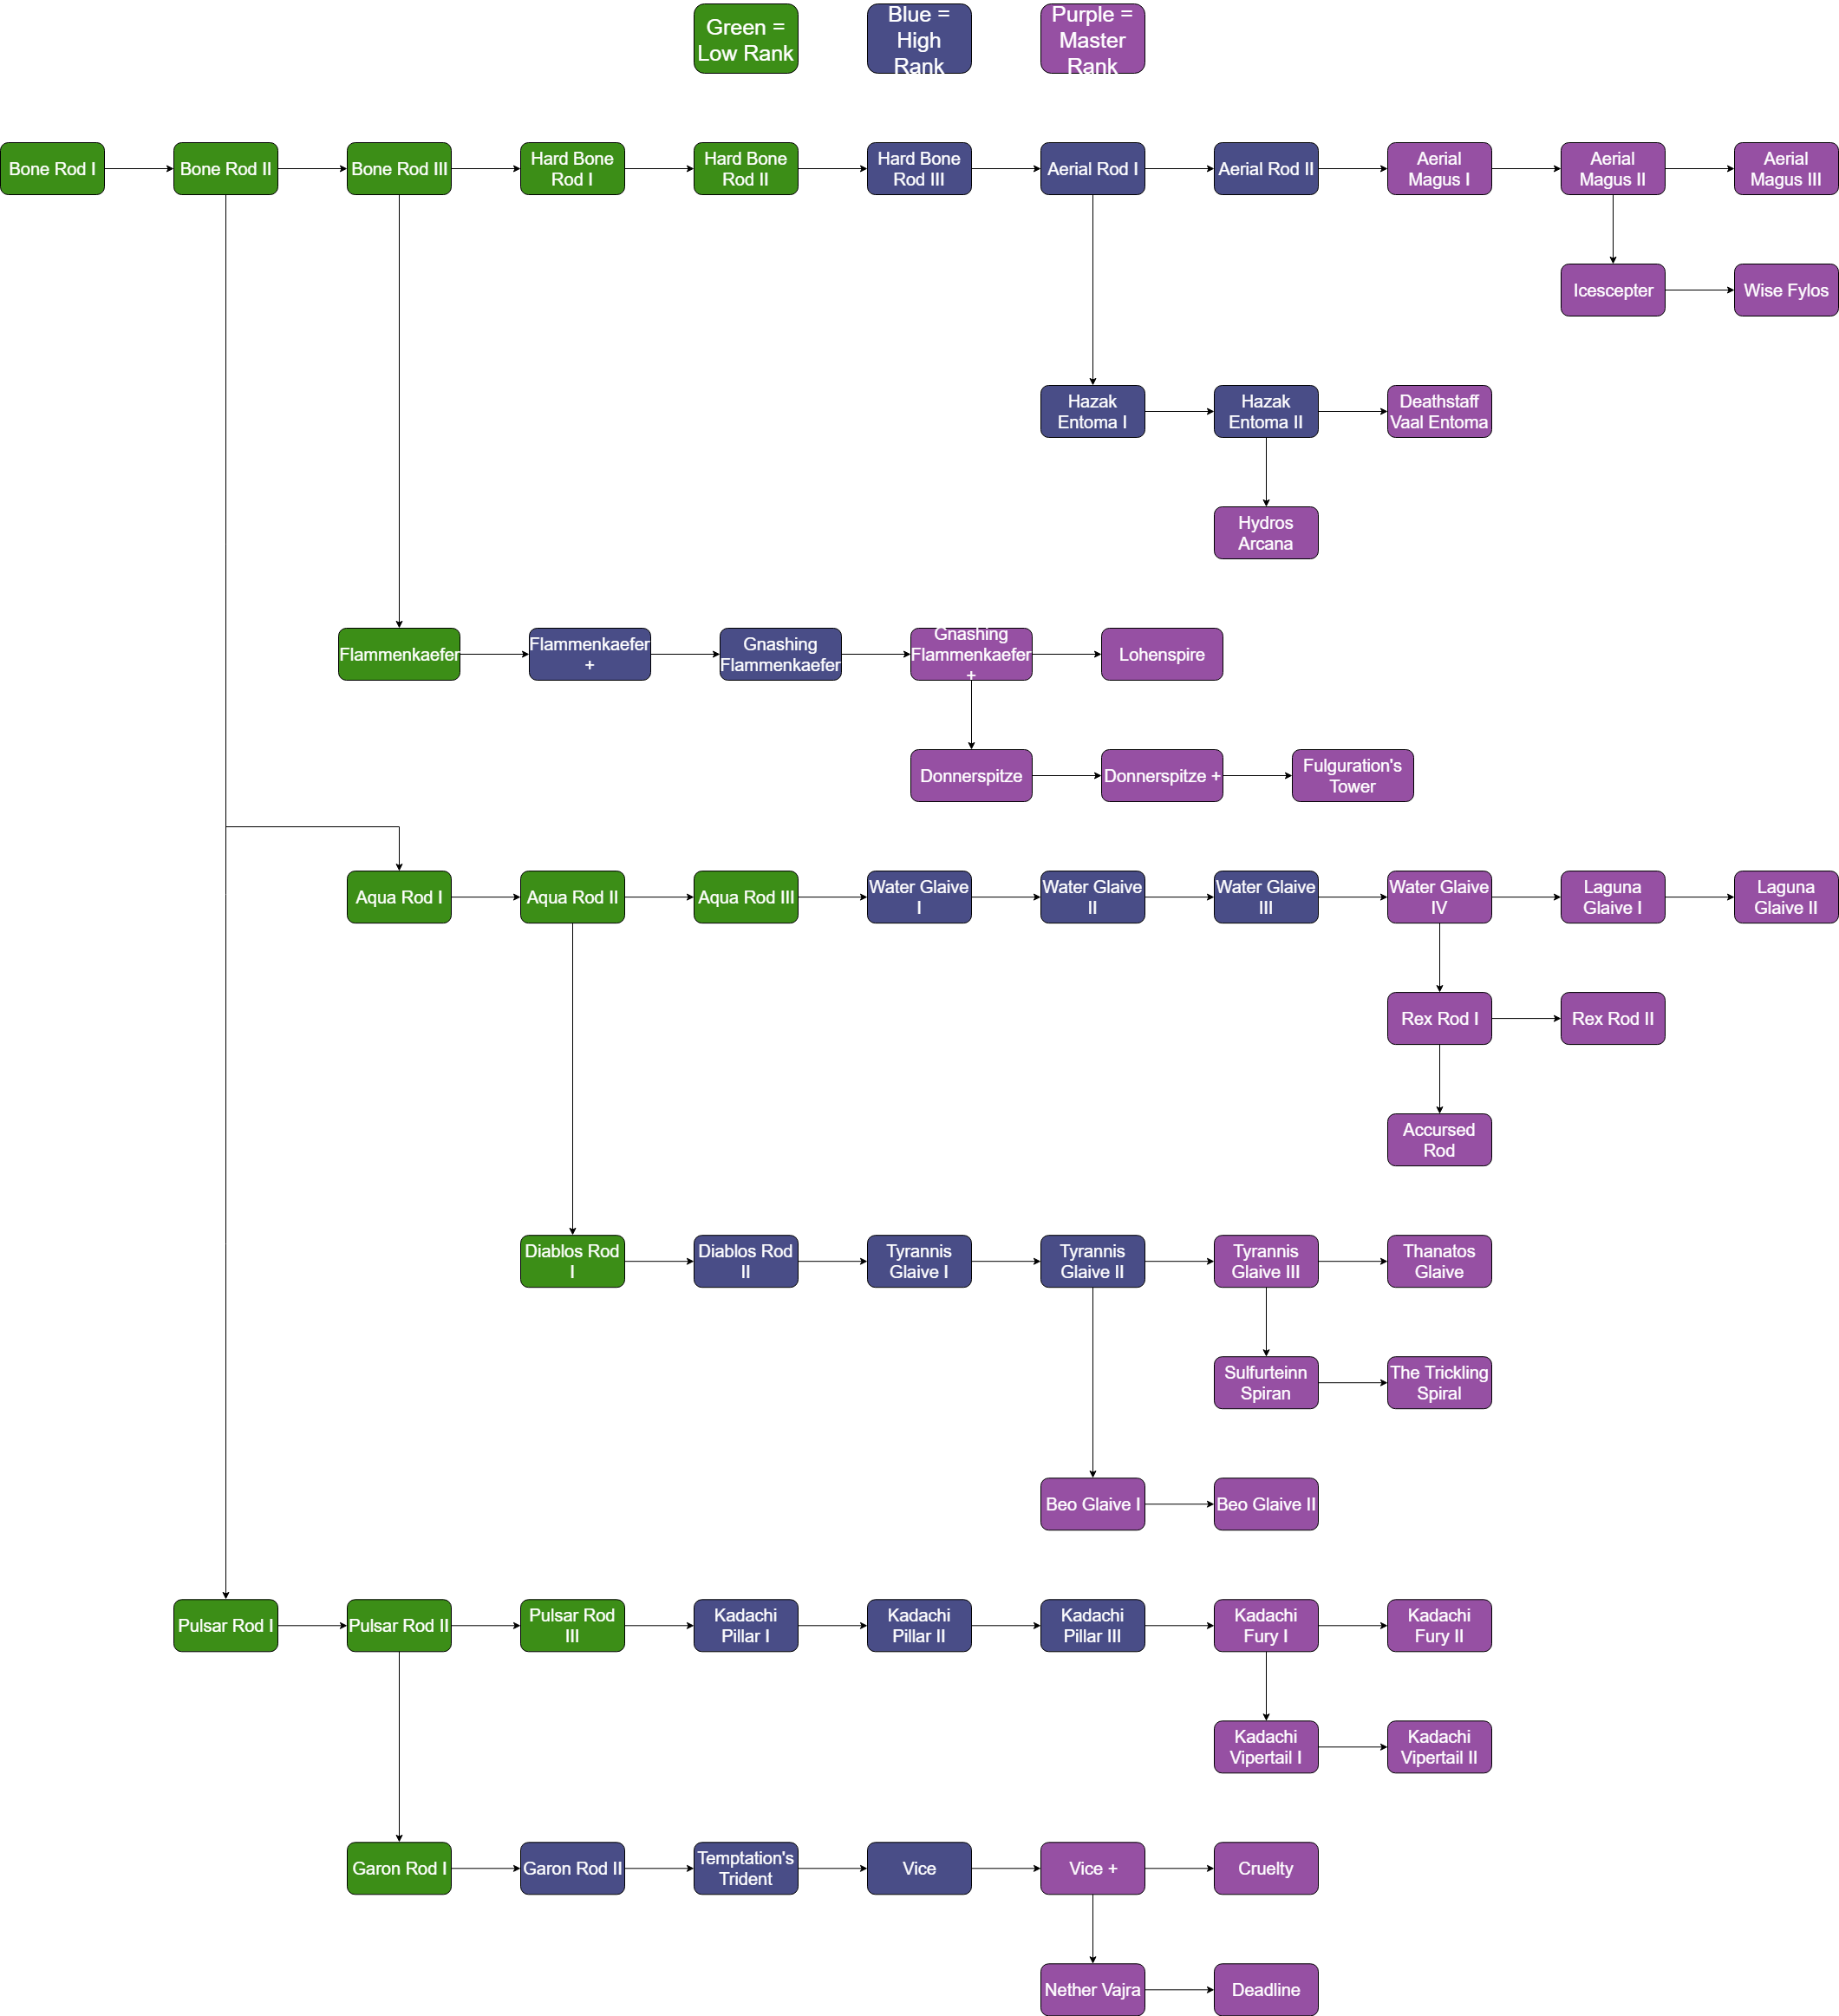 Green =
Low Rank
Blue =
High
Rank
Purple =
Master
Rank
Bone Rod I
Bone Rod II
Bone Rod III
Hard Bone
Rod I
Hard Bone
Rod II
Hard Bone
Rod III
Aerial Rod I
Aerial Rod II
Aerial
Magus I
Aerial
Magus II
Aerial
Magus III
Icescepter
Wise Fylos
Hazak
Entoma I
Hazak
Entoma II
Deathstaff
Vaal Entoma
Hydros
Arcana
Flammenkaefer
Flammenkaefer
+
Gnashing
Flammenkaefer
Gnashing
Flammenkaefer
+
Lohenspire
Donnerspitze
Donnerspitze +
Fulguration's
Tower
Aqua Rod I
Aqua Rod II
Aqua Rod III
Water Glaive
I
Water Glaive
II
Water Glaive
III
Water Glaive
IV
Laguna
Glaive I
Laguna
Glaive II
Rex Rod I
Rex Rod II
Accursed
Rod
Diablos Rod
I
Diablos Rod
II
Tyrannis
Glaive I
Tyrannis
Glaive II
Tyrannis
Glaive III
Thanatos
Glaive
Sulfurteinn
Spiran
The Trickling
Spiral
Beo Glaive I
Beo Glaive II
Pulsar Rod I
Pulsar Rod II
Pulsar Rod
III
Kadachi
Pillar I
Kadachi
Pillar II
Kadachi
Pillar III
Kadachi
Fury I
Kadachi
Fury II
Kadachi
Vipertail I
Kadachi
Vipertail II
Garon Rod I
Garon Rod II
Temptation's
Trident
Vice
Vice +
Cruelty
Nether Vajra
Deadline